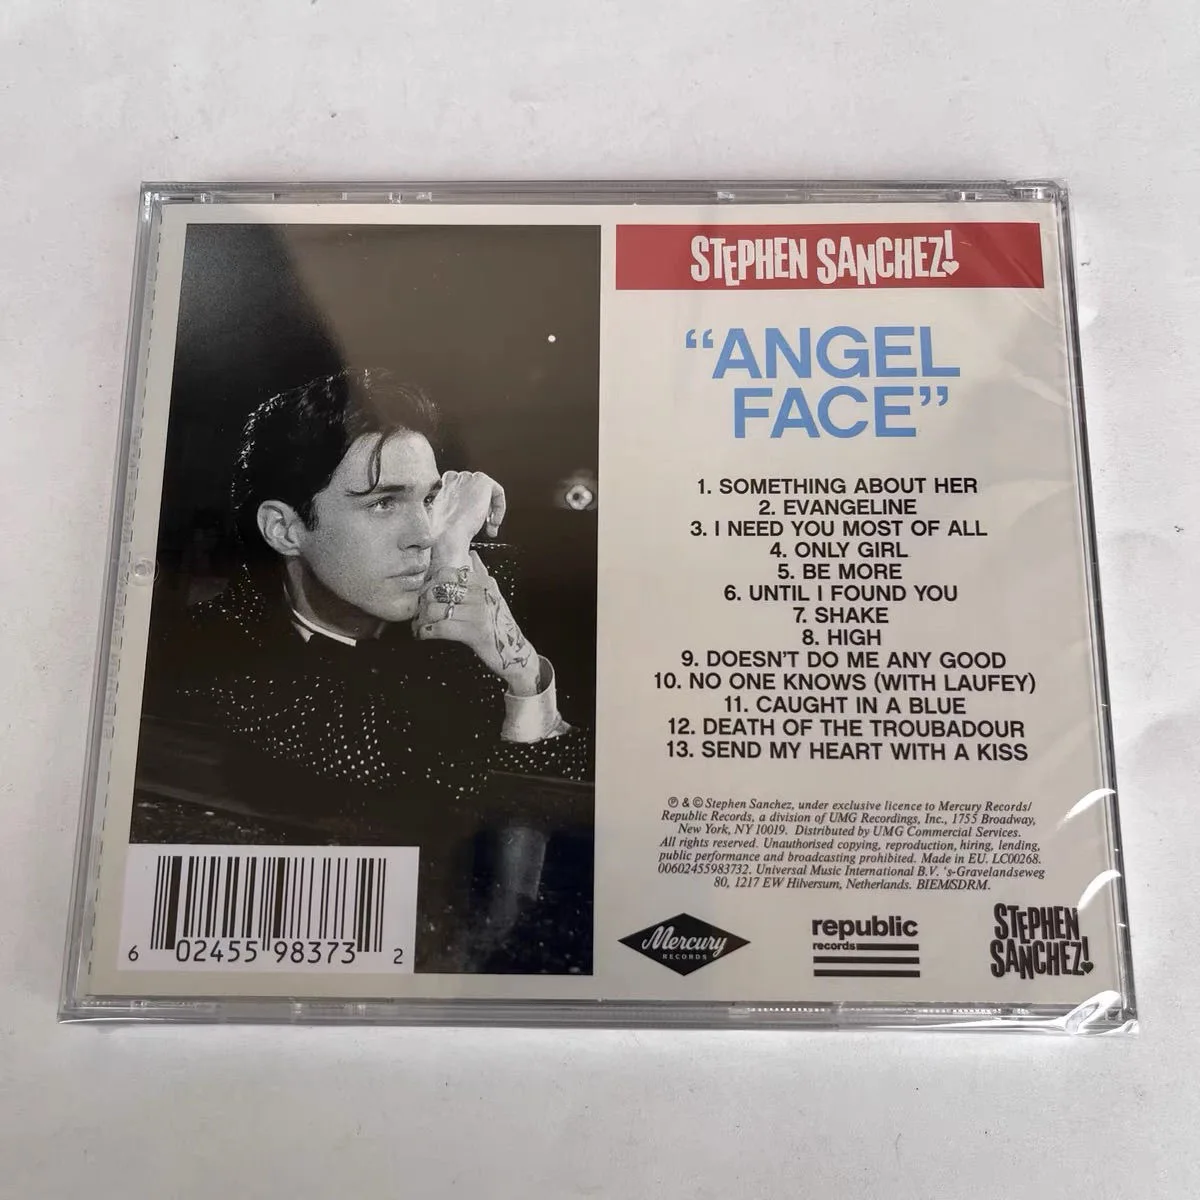 STEPHEN SANCHEZ!
“ANGEL
FACE”
1. SOMETHING ABOUT HER
2. EVANGELINE
3. I NEED YOU MOST OF ALL
4. ONLY GIRL
5. BE MORE
6. UNTIL I FOUND YOU
7. SHAKE
8. HIGH
9. DOESN'T DO ME ANY GOOD
10. NO ONE KNOWS (WITH LAUFEY)
11. CAUGHT IN A BLUE
12. DEATH OF THE TROUBADOUR
13. SEND MY HEART WITH A KISS
℗ & © Stephen Sanchez, under exclusive licence to Mercury Records/
Republic Records, a division of UMG Recordings, Inc., 1755 Broadway,
New York, NY 10019. Distributed by UMG Commercial Services.
All rights reserved. Unauthorised copying, reproduction, hiring, lending,
public performance and broadcasting prohibited. Made in EU. LC00268.
00602455983732. Universal Music International B.V. 's-Gravelandseweg
80, 1217 EW Hilversum, Netherlands. BIEM/SDRM.
6 02455 98373 2
Mercury
RECORDS
republic
records
STEPHEN
SANCHEZ!